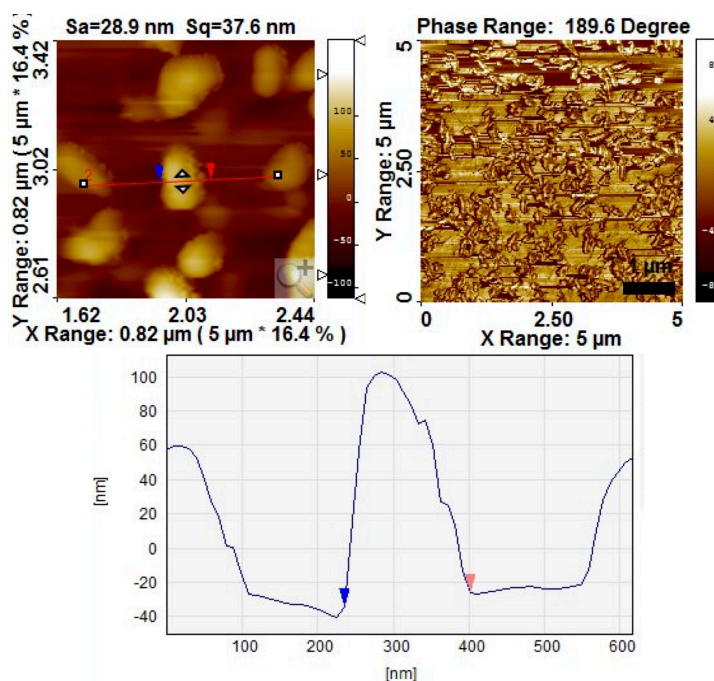 Sa=28.9 nm Sq=37.6 nm
3.42
3.02
2.61
Y Range: 0.82 µm ( 5 µm * 16.4 % )
2
1.62 2.03 2.44
X Range: 0.82 µm ( 5 µm * 16.4 % )
100
50
0
-50
-100
Phase Range: 189.6 Degree
5
2.50
0
Y Range: 5 µm
1 µm
0 2.50 5
X Range: 5 µm
100
80
60
40
20
0
-20
-40
[nm]
100 200 300 400 500 600
[nm]